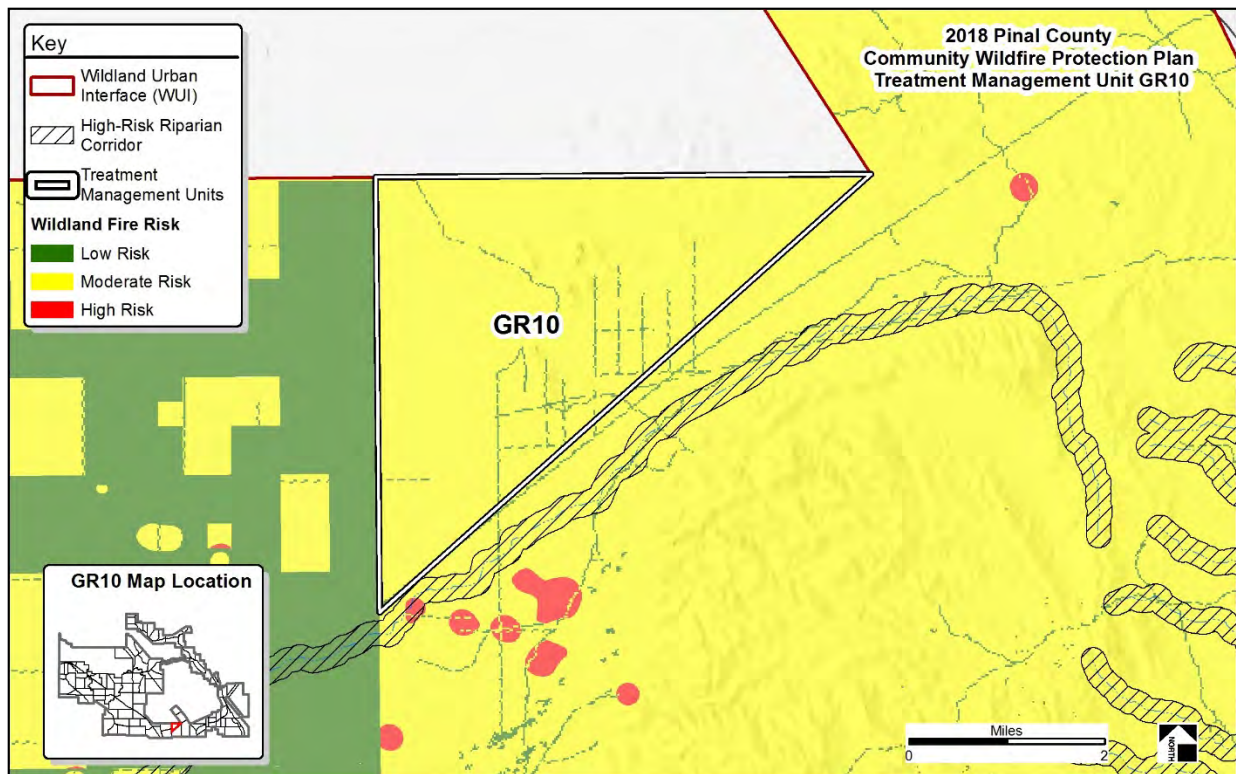 Key
Wildland Urban
Interface (WUI)
High-Risk Riparian
Corridor
Treatment
Management Units
Wildland Fire Risk
Low Risk
Moderate Risk
High Risk
2018 Pinal County
Community Wildfire Protection Plan
Treatment Management Unit GR10
GR10
GR10 Map Location
Miles
0
2
NORTH